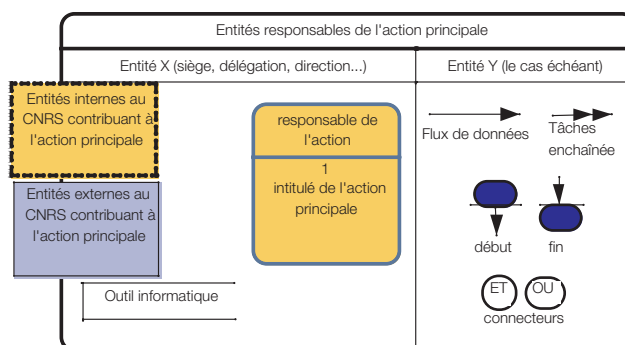 Entités responsables de l'action principale
Entité X (siège, délégation, direction...)
Entité Y (le cas échéant)
Entités internes au
CNRS contribuant à
l'action principale
responsable de
l'action
1
intitulé de l'action
principale
Entités externes au
CNRS contribuant à
l'action principale
Outil informatique
Flux de données
Tâches
enchaînée
début
fin
ET
OU
connecteurs